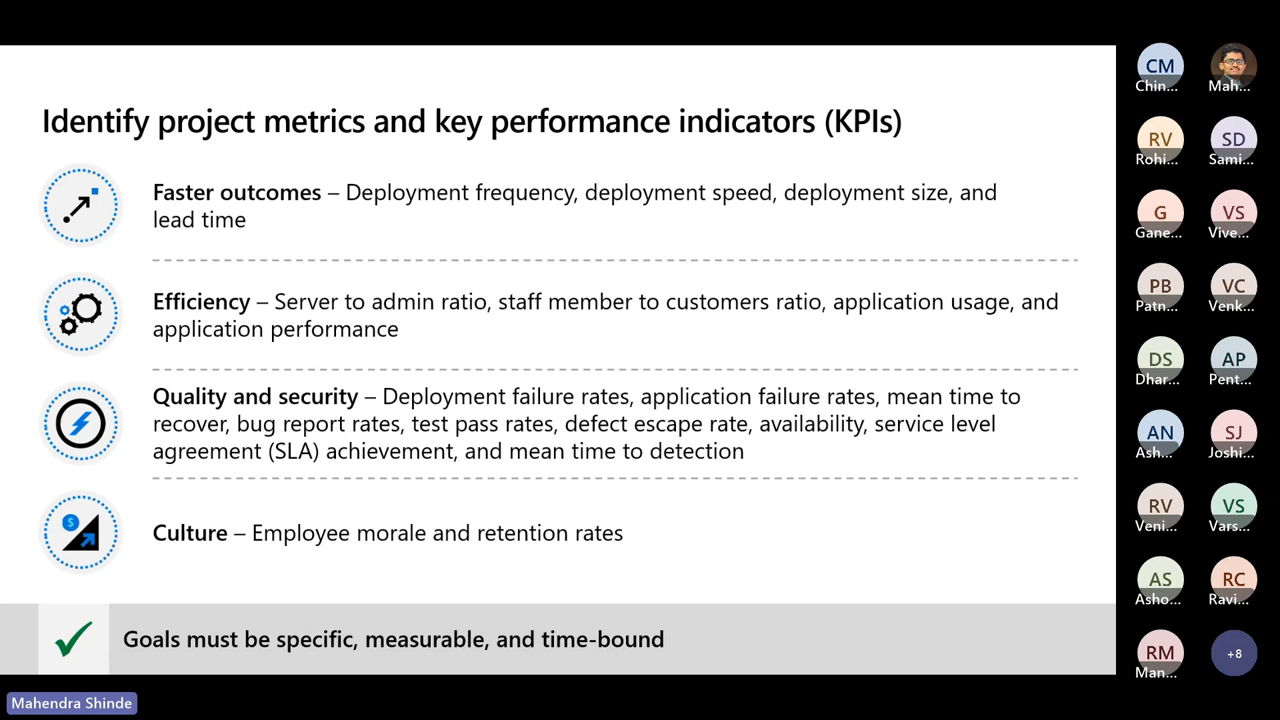 Identify project metrics and key performance indicators (KPIs)
Faster outcomes – Deployment frequency, deployment speed, deployment size, and
lead time
Efficiency – Server to admin ratio, staff member to customers ratio, application usage, and
application performance
Quality and security – Deployment failure rates, application failure rates, mean time to
recover, bug report rates, test pass rates, defect escape rate, availability, service level
agreement (SLA) achievement, and mean time to detection
$
Culture – Employee morale and retention rates
Goals must be specific, measurable, and time-bound
Mahendra Shinde
CM
Chin...
Mah...
RV
Rohi...
SD
Sami...
G
Gane...
VS
Vive...
PB
Patn...
VC
Venk...
DS
Dhar...
AP
Pent...
AN
Ash...
SJ
Joshi...
RV
Veni...
VS
Vars...
AS
Asho...
RC
Ravi...
RM
Man...
+8